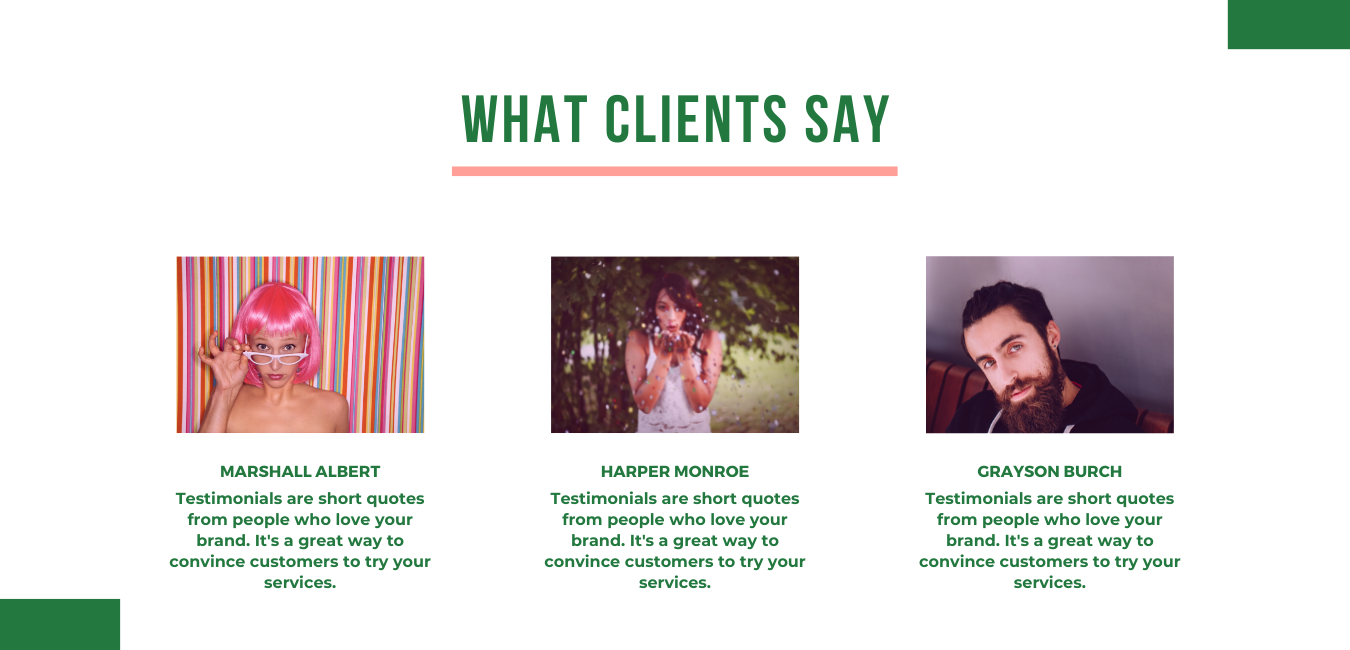 WHAT CLIENTS SAY
MARSHALL ALBERT
Testimonials are short quotes
from people who love your
brand. It's a great way to
convince customers to try your
services.
HARPER MONROE
Testimonials are short quotes
from people who love your
brand. It's a great way to
convince customers to try your
services.
GRAYSON BURCH
Testimonials are short quotes
from people who love your
brand. It's a great way to
convince customers to try your
services.